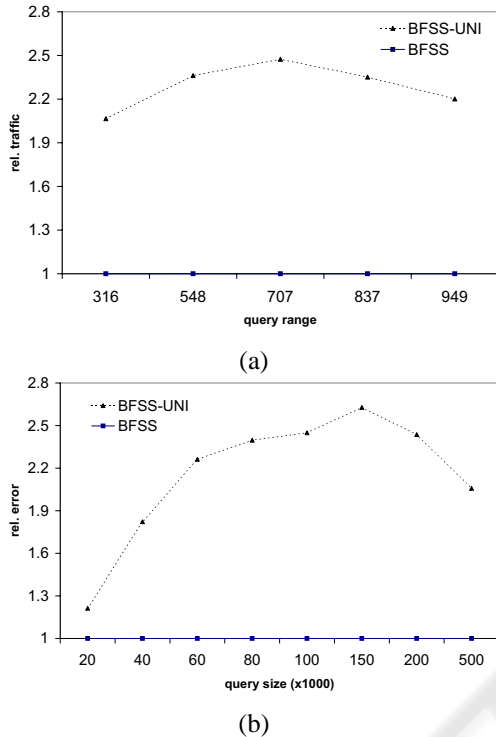 2.8
BFSS-UNI
BFSS
2.5
2.2
1.9
1.6
1.3
1
rel. traffic
316 548 707 837 949
query range
(a)
2.8
BFSS-UNI
BFSS
2.5
2.2
1.9
1.6
1.3
1
rel. error
20 40 60 80 100 150 200 500
query size (x1000)
(b)